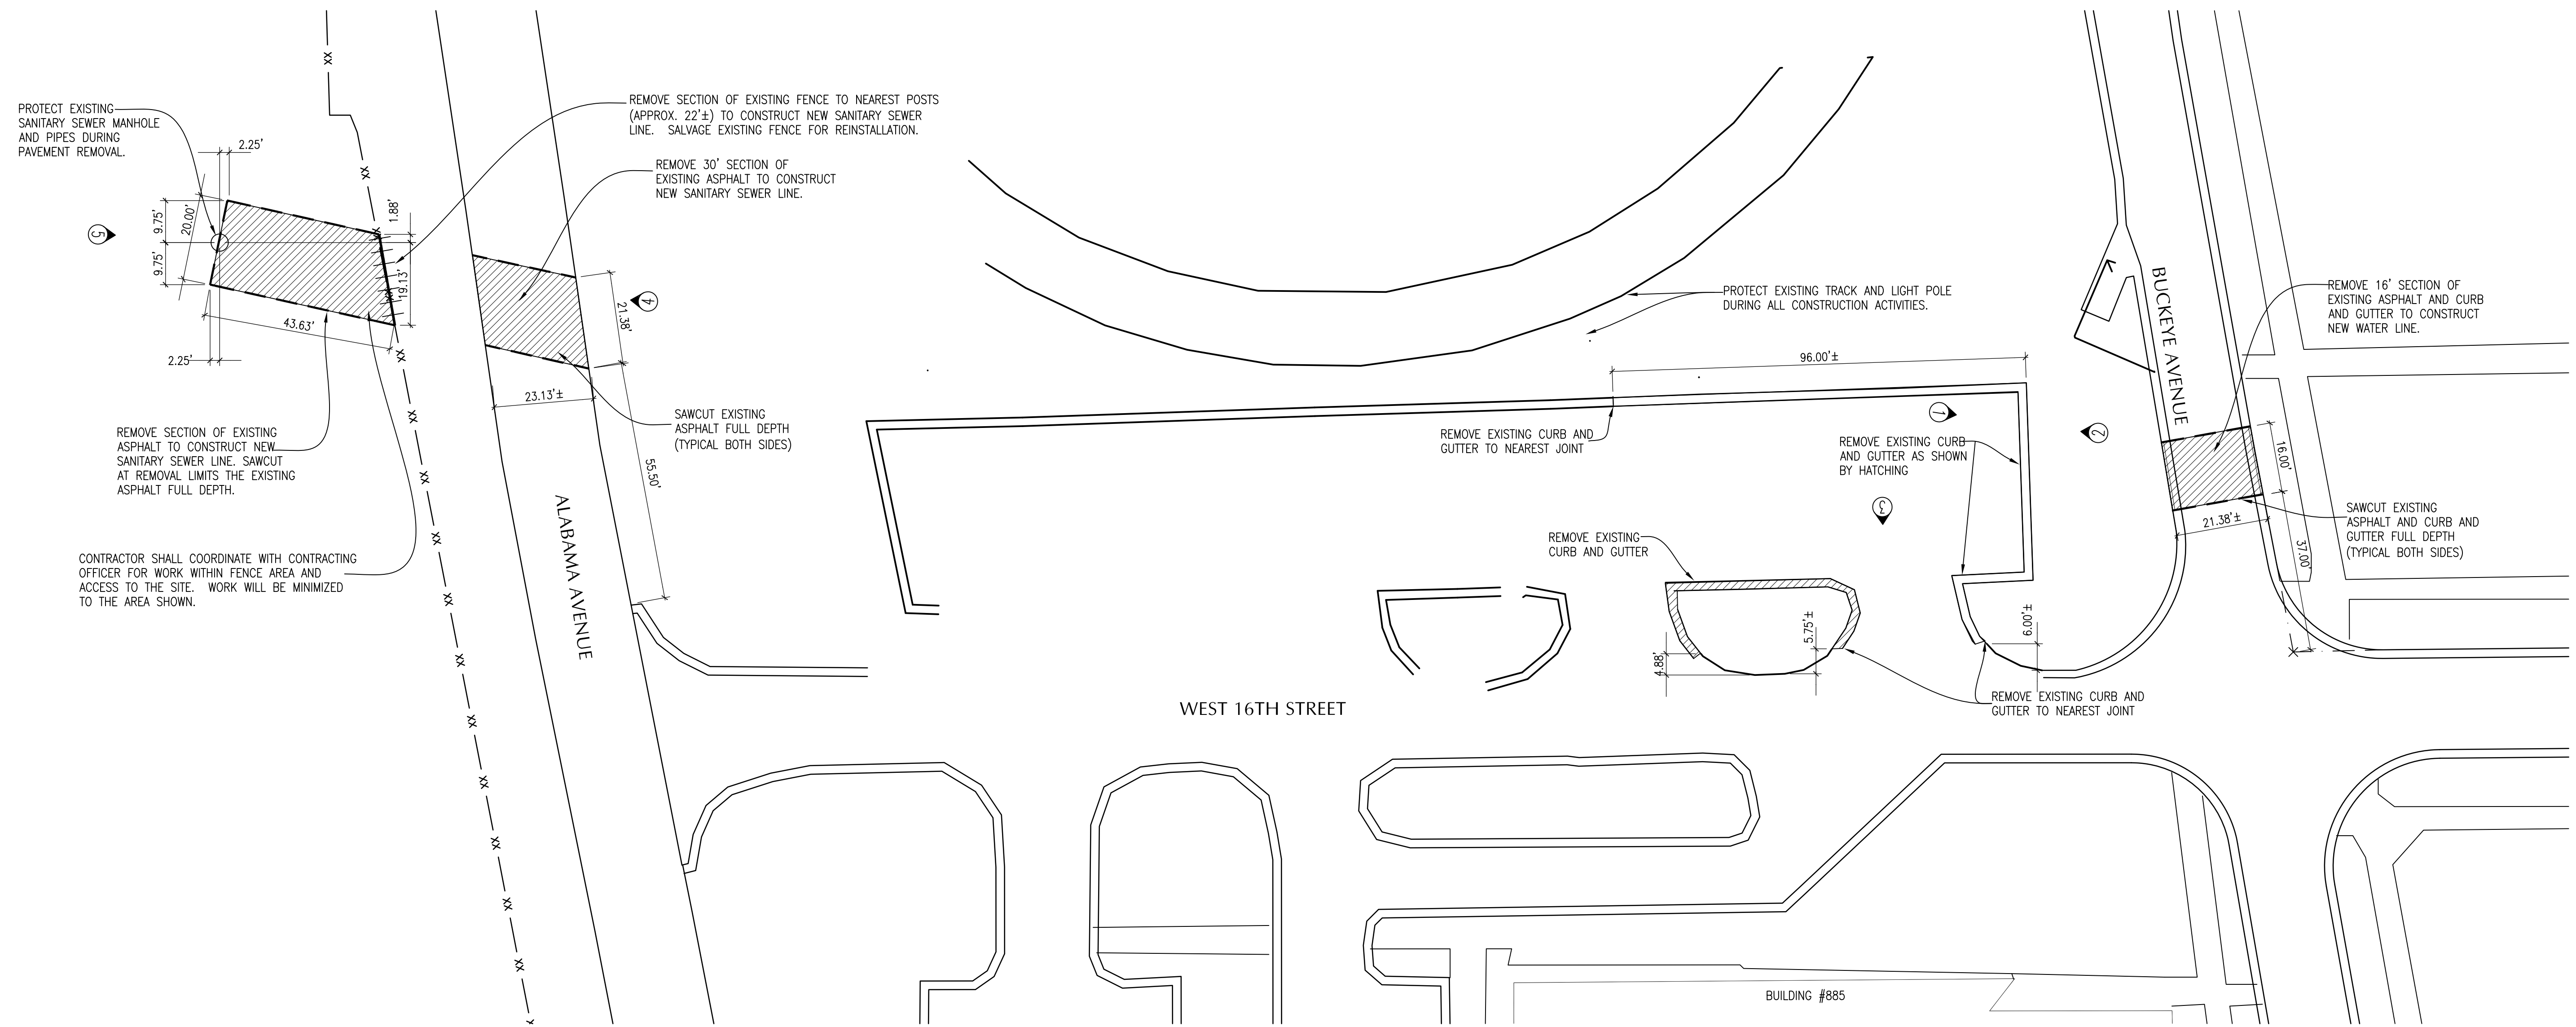 PROTECT EXISTING
SANITARY SEWER MANHOLE
AND PIPES DURING
PAVEMENT REMOVAL.
2.25'
9.75'
20.00'
9.75'
5
1.88'
19.13'
43.63'
2.25'
REMOVE SECTION OF EXISTING FENCE TO NEAREST POSTS
(APPROX. 22'±) TO CONSTRUCT NEW SANITARY SEWER
LINE. SALVAGE EXISTING FENCE FOR REINSTALLATION.
REMOVE 30' SECTION OF
EXISTING ASPHALT TO CONSTRUCT
NEW SANITARY SEWER LINE.
4
21.38'
23.13'±
55.50'
SAWCUT EXISTING
ASPHALT FULL DEPTH
(TYPICAL BOTH SIDES)
REMOVE SECTION OF EXISTING
ASPHALT TO CONSTRUCT NEW
SANITARY SEWER LINE. SAWCUT
AT REMOVAL LIMITS THE EXISTING
ASPHALT FULL DEPTH.
CONTRACTOR SHALL COORDINATE WITH CONTRACTING
OFFICER FOR WORK WITHIN FENCE AREA AND
ACCESS TO THE SITE. WORK WILL BE MINIMIZED
TO THE AREA SHOWN.
ALABAMA AVENUE
PROTECT EXISTING TRACK AND LIGHT POLE
DURING ALL CONSTRUCTION ACTIVITIES.
96.00'±
REMOVE EXISTING CURB AND
GUTTER TO NEAREST JOINT
1
REMOVE EXISTING CURB
AND GUTTER AS SHOWN
BY HATCHING
2
3
REMOVE EXISTING
CURB AND GUTTER
4.88'
5.75'±
6.00'±
REMOVE EXISTING CURB AND
GUTTER TO NEAREST JOINT
BUCKEYE AVENUE
REMOVE 16' SECTION OF
EXISTING ASPHALT AND CURB
AND GUTTER TO CONSTRUCT
NEW WATER LINE.
16.00'
21.38'±
37.00'
SAWCUT EXISTING
ASPHALT AND CURB AND
GUTTER FULL DEPTH
(TYPICAL BOTH SIDES)
WEST 16TH STREET
BUILDING #885